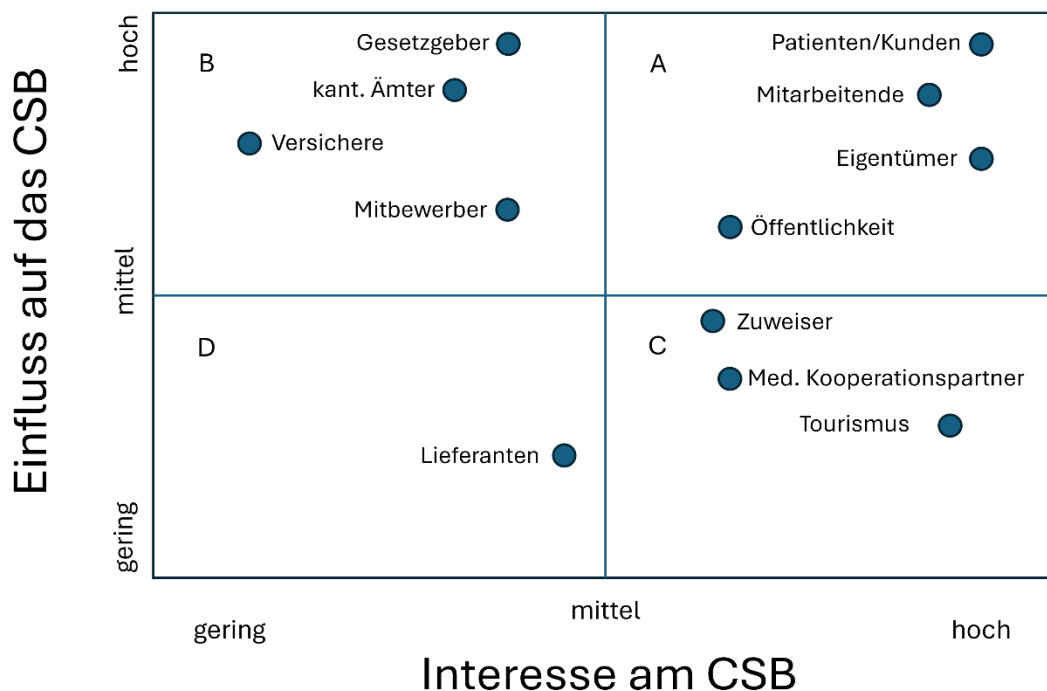 Einfluss auf das CSB
hoch
mittel
gering
B
Gesetzgeber
kant. Ämter
Versichere
Mitbewerber
A
Patienten/Kunden
Mitarbeitende
Eigentümer
Öffentlichkeit
D
Lieferanten
C
Zuweiser
Med. Kooperationspartner
Tourismus
gering
mittel
hoch
Interesse am CSB